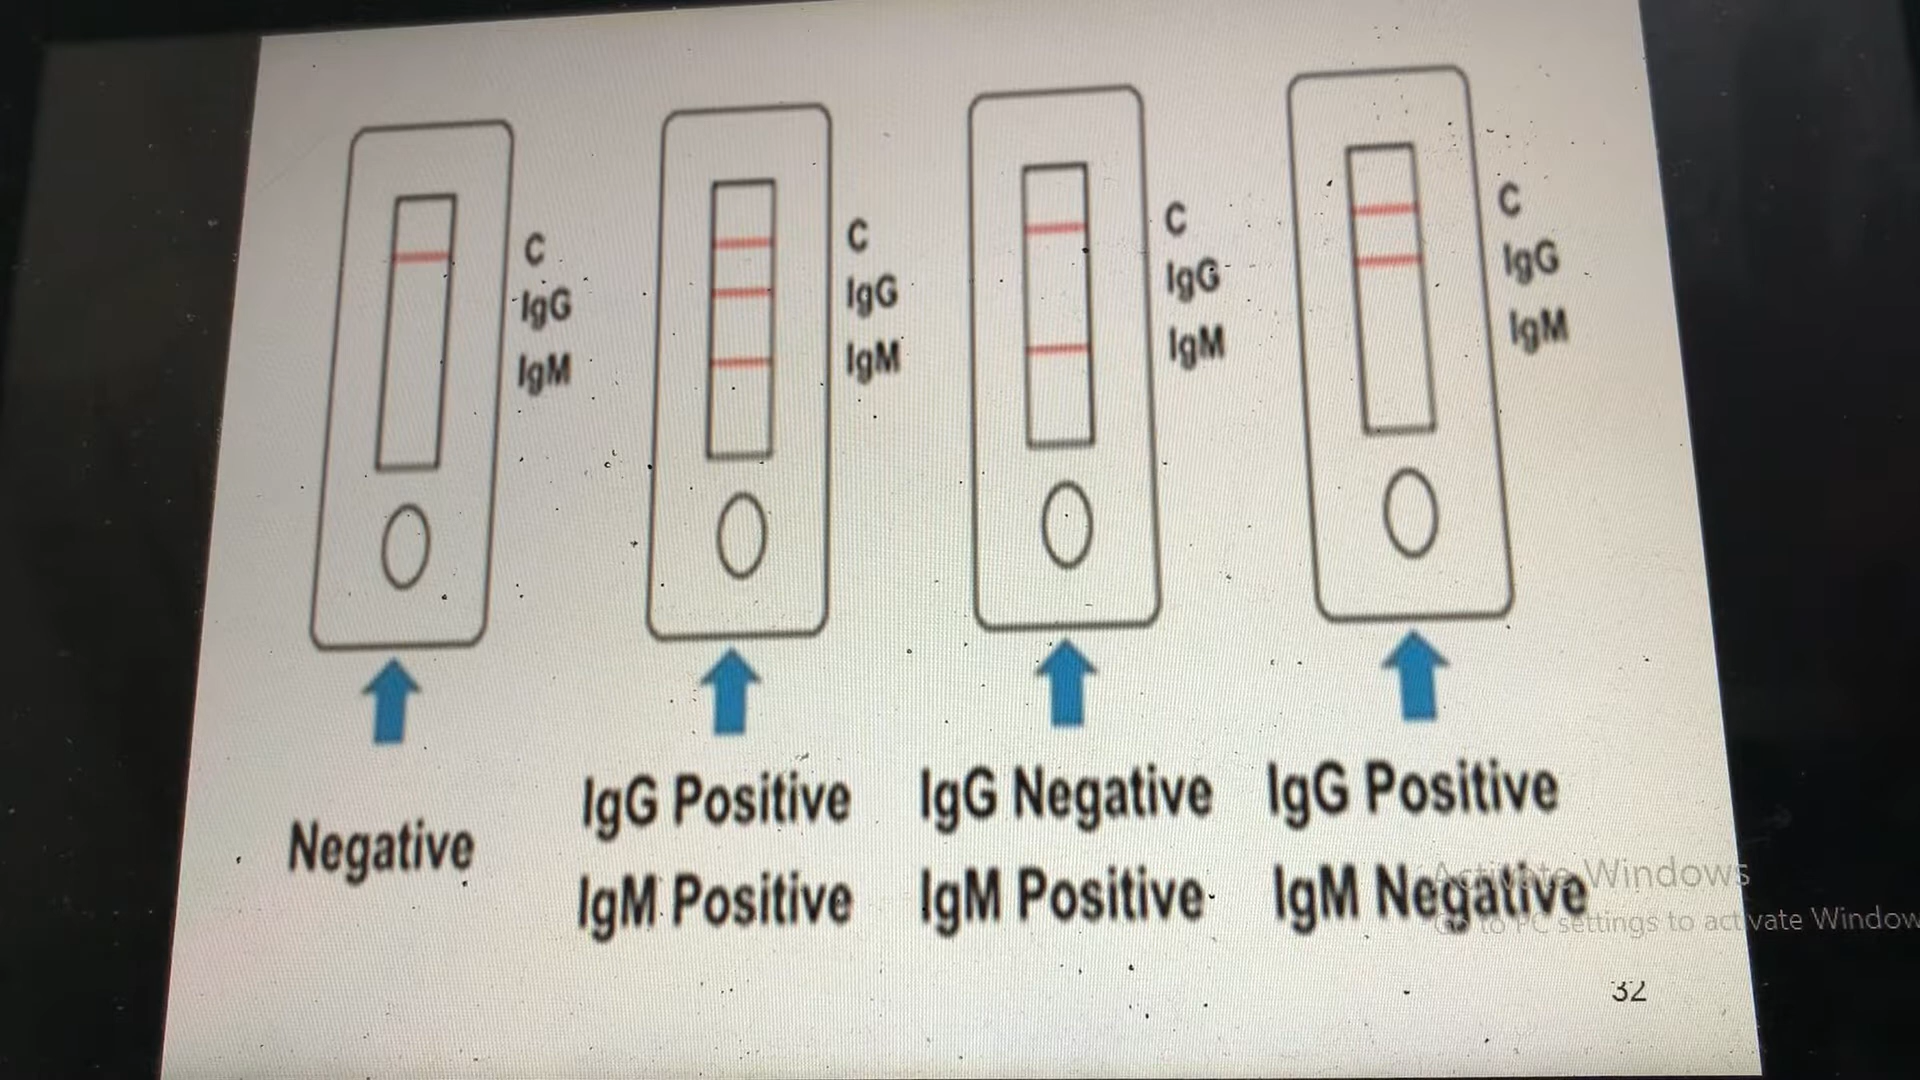 C
IgG
IgM
C
IgG
IgM
C
IgG
IgM
C
IgG
IgM
Negative
IgG Positive
IgM Positive
IgG Negative
IgM Positive
IgG Positive
IgM Negative
Activate Windows
Go to PC settings to activate Window
32